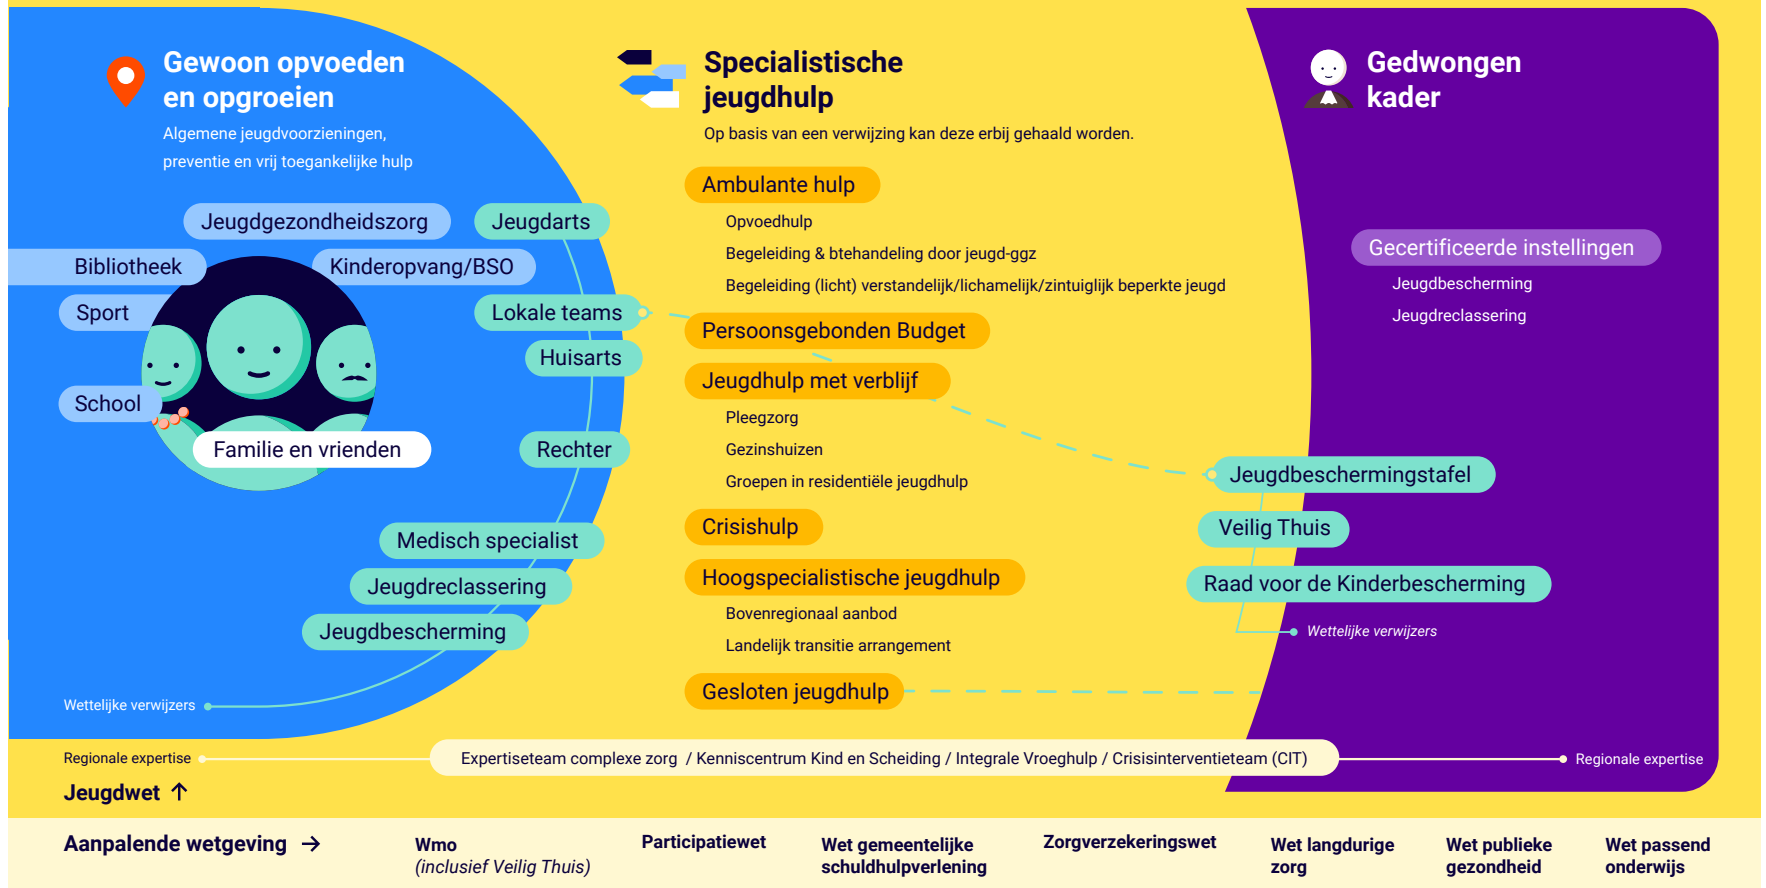 Gewoon opvoeden
en opgroeien
Algemene jeugdvoorzieningen,
preventie en vrij toegankelijke hulp
Jeugdgezondheidszorg
Jeugdarts
Bibliotheek
Kinderopvang/BSO
Sport
Lokale teams
Huisarts
School
Familie en vrienden
Rechter
Medisch specialist
Jeugdreclassering
Jeugdbescherming
Wettelijke verwijzers
Specialistische
jeugdhulp
Op basis van een verwijzing kan deze erbij gehaald worden.
Ambulante hulp
Opvoedhulp
Begeleiding & btehandeling door jeugd-ggz
Begeleiding (licht) verstandelijk/lichamelijk/zintuiglijk beperkte jeugd
Persoonsgebonden Budget
Jeugdhulp met verblijf
Pleegzorg
Gezinshuizen
Groepen in residentiële jeugdhulp
Crisishulp
Hoogspecialistische jeugdhulp
Bovenregionaal aanbod
Landelijk transitie arrangement
Gesloten jeugdhulp
Gedwongen
kader
Gecertificeerde instellingen
Jeugdbescherming
Jeugdreclassering
Jeugdbeschermingstafel
Veilig Thuis
Raad voor de Kinderbescherming
Wettelijke verwijzers
Regionale expertise
Expertiseteam complexe zorg / Kenniscentrum Kind en Scheiding / Integrale Vroeghulp / Crisisinterventieteam (CIT)
Regionale expertise
Jeugdwet ↑
Aanpalende wetgeving →
Wmo
(inclusief Veilig Thuis)
Participatiewet
Wet gemeentelijke
schuldhulpverlening
Zorgverzekeringswet
Wet langdurige
zorg
Wet publieke
gezondheid
Wet passend
onderwijs